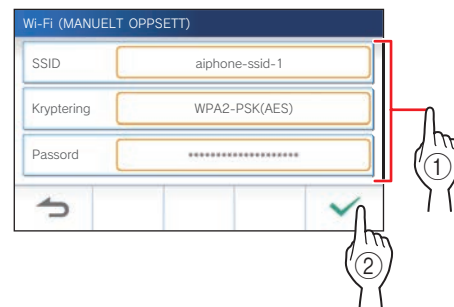 Wi-Fi (MANUELT OPPSETT)
SSID aiphone-ssid-1
Kryptering WPA2-PSK(AES)
Passord ********************
①
②